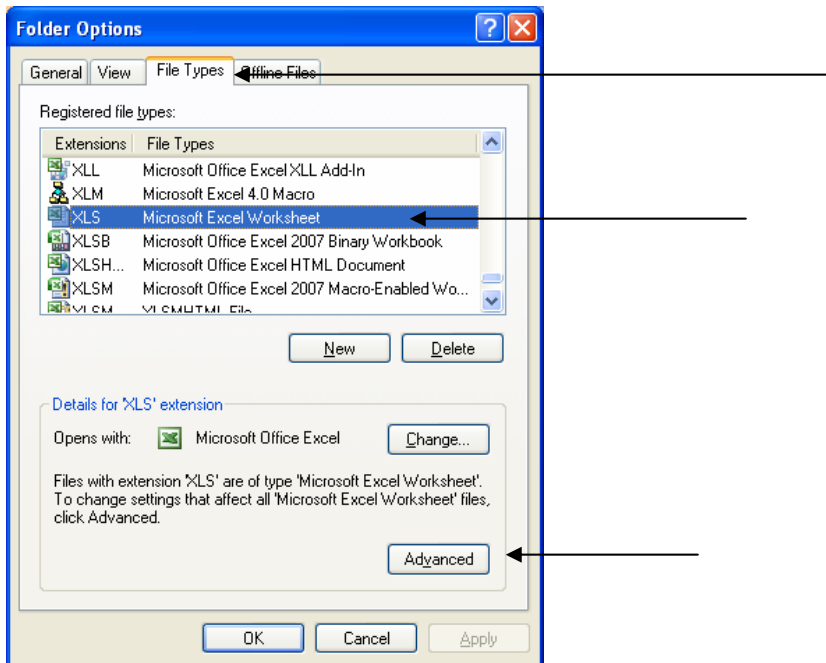 Folder Options
General View File Types Offline Files
Registered file types:
Extensions File Types
XLL Microsoft Office Excel XLL Add-In
XLM Microsoft Excel 4.0 Macro
XLS Microsoft Excel Worksheet
XLSB Microsoft Office Excel 2007 Binary Workbook
XLSH... Microsoft Office Excel HTML Document
XLSM Microsoft Office Excel 2007 Macro-Enabled Wo...
XLSM XLSMHTML File
New Delete
Details for 'XLS' extension
Opens with: Microsoft Office Excel Change...
Files with extension 'XLS' are of type 'Microsoft Excel Worksheet'.
To change settings that affect all 'Microsoft Excel Worksheet' files,
click Advanced.
Advanced
OK Cancel Apply